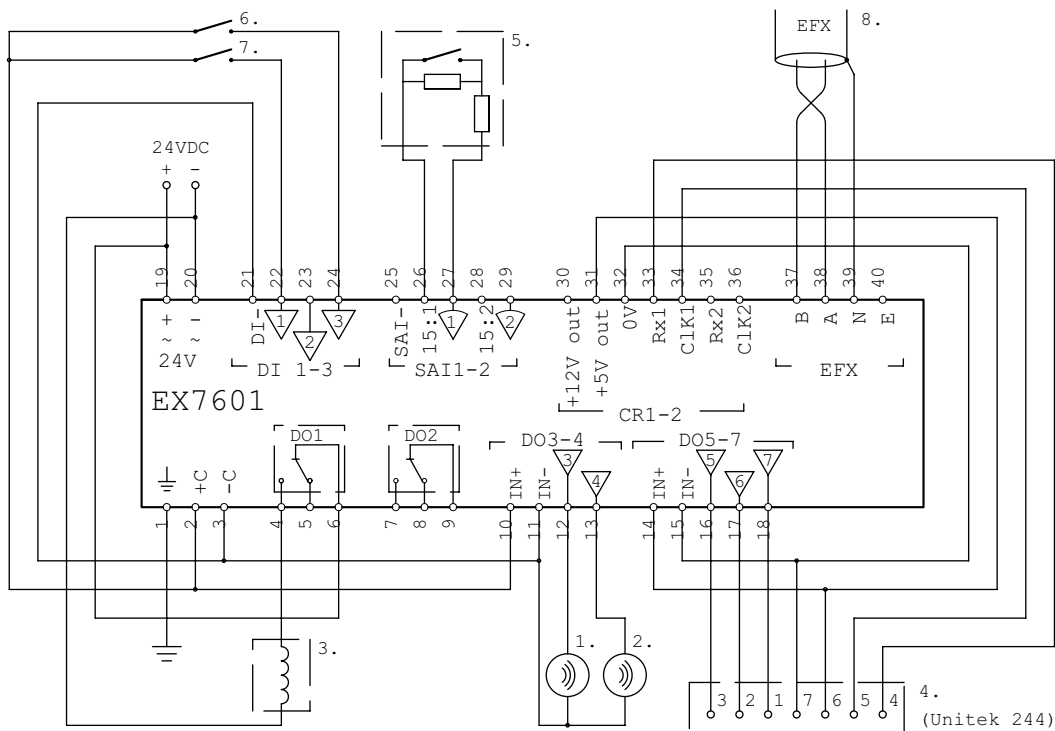 6.
7.
5.
EFX 8.
24VDC
+ -
19 20 21 22 23 24 25 26 27 28 29 30 31 32 33 34 35 36 37 38 39 40
+ - DI- 1 2 3 SAI- 15:1 1 15:2 2 +12V out +5V out 0V Rx1 ClK1 Rx2 ClK2 B A N E
~ ~
24V DI 1-3 SAI1-2 CR1-2 EFX
EX7601
DO1 DO2 DO3-4 DO5-7
+C -C IN+ IN- 3 4 IN+ IN- 5 6 7
1 2 3 4 5 6 7 8 9 10 11 12 13 14 15 16 17 18
3. 1. 2.
3 2 1 7 6 5 4 4.
(Unitek 244)